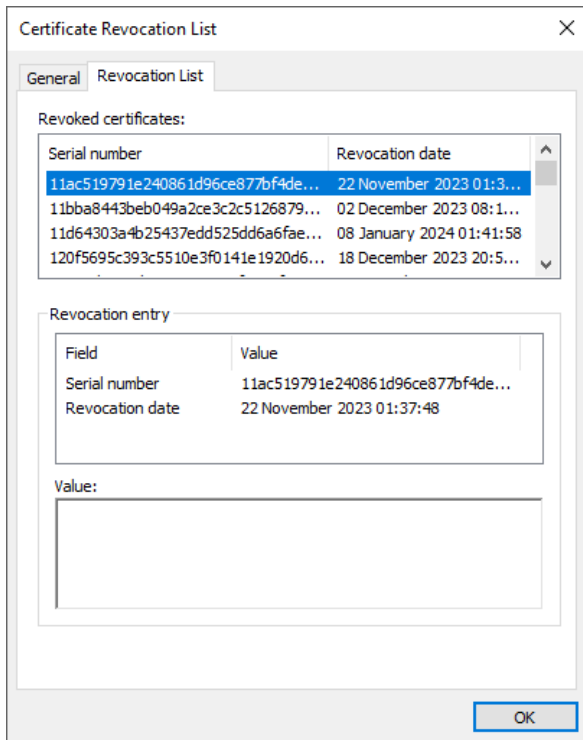 Certificate Revocation List
General Revocation List
Revoked certificates:
Serial number Revocation date
11ac519791e240861d96ce877bf4de... 22 November 2023 01:3...
11bba8443beb049a2ce3c2c5126879... 02 December 2023 08:1...
11d64303a4b25437edd525dd6a6fae... 08 January 2024 01:41:58
120f5695c393c5510e3f0141e1920d6... 18 December 2023 20:5...
Revocation entry
Field Value
Serial number 11ac519791e240861d96ce877bf4de...
Revocation date 22 November 2023 01:37:48
Value:
OK